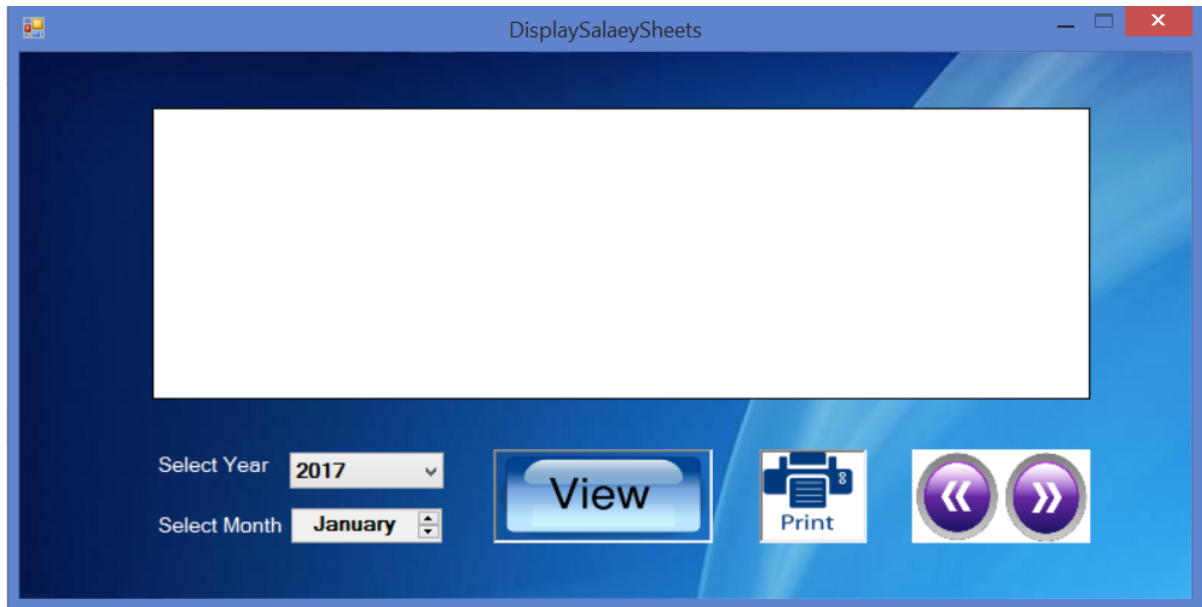 DisplaySalaeySheets
Select Year
2017
Select Month
January
View
Print